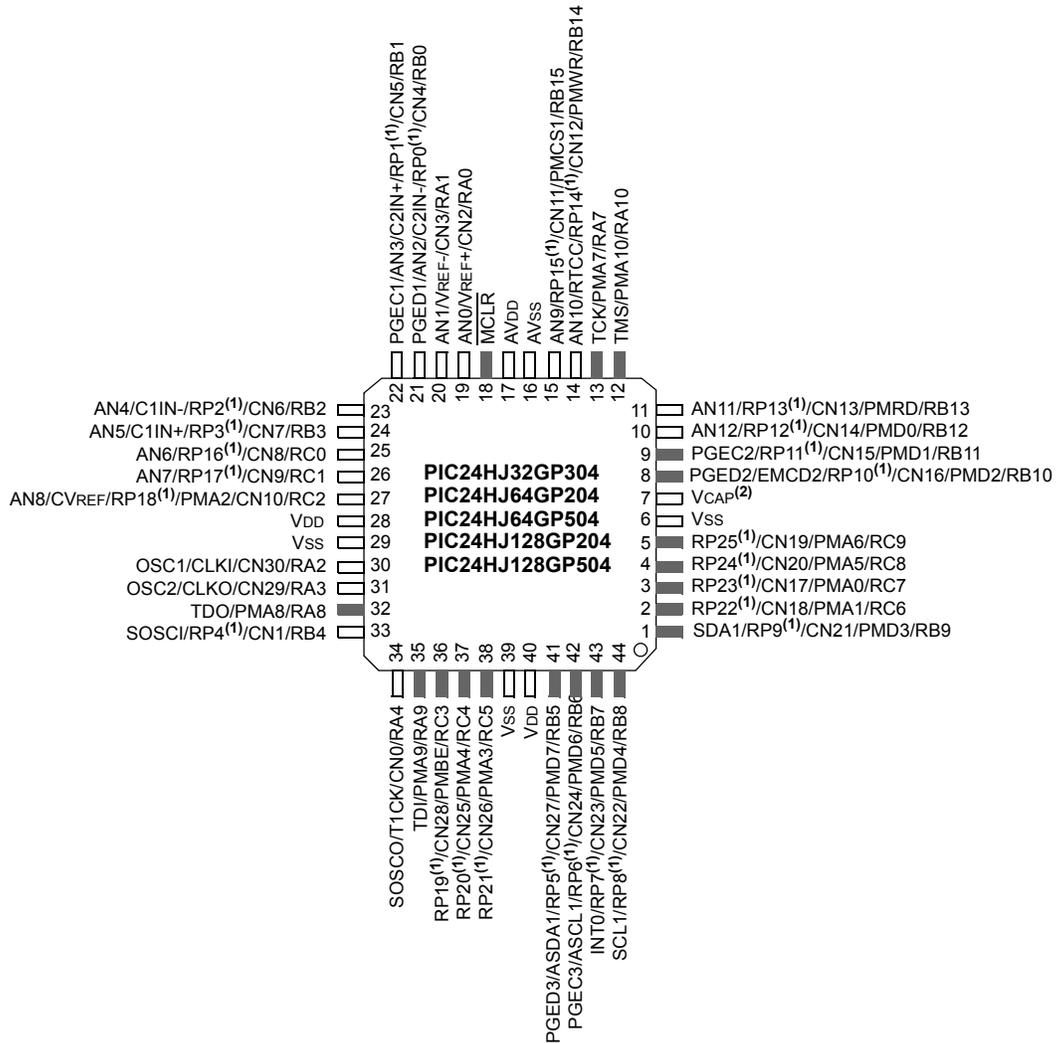 PGEC1/AN3/C2IN+/RP1(1)/CN5/RB1
PGED1/AN2/C2IN-/RP0(1)/CN4/RB0
AN1/VREF-/CN3/RA1
AN0/VREF+/CN2/RA0
MCLR
AVDD
AVSS
AN9/RP15(1)/CN11/PMCS1/RB15
AN10/RTCC/RP14(1)/CN12/PMWR/RB14
TCK/PMA7/RA7
TMS/PMA10/RA10
22
21
20
19
18
17
16
15
14
13
12
AN4/C1IN-/RP2(1)/CN6/RB2
23
AN5/C1IN+/RP3(1)/CN7/RB3
24
AN6/RP16(1)/CN8/RC0
25
AN7/RP17(1)/CN9/RC1
26
AN8/CVREF/RP18(1)/PMA2/CN10/RC2
27
VDD
28
VSS
29
OSC1/CLKI/CN30/RA2
30
OSC2/CLKO/CN29/RA3
31
TDO/PMA8/RA8
32
SOSCI/RP4(1)/CN1/RB4
33
PIC24HJ32GP304
PIC24HJ64GP204
PIC24HJ64GP504
PIC24HJ128GP204
PIC24HJ128GP504
11
AN11/RP13(1)/CN13/PMRD/RB13
10
AN12/RP12(1)/CN14/PMD0/RB12
9
PGEC2/RP11(1)/CN15/PMD1/RB11
8
PGED2/EMCD2/RP10(1)/CN16/PMD2/RB10
7
VCAP(2)
6
VSS
5
RP25(1)/CN19/PMA6/RC9
4
RP24(1)/CN20/PMA5/RC8
3
RP23(1)/CN17/PMA0/RC7
2
RP22(1)/CN18/PMA1/RC6
1
SDA1/RP9(1)/CN21/PMD3/RB9
34
35
36
37
38
39
40
41
42
43
44
SOSCO/T1CK/CN0/RA4
TDI/PMA9/RA9
RP19(1)/CN28/PMBE/RC3
RP20(1)/CN25/PMA4/RC4
RP21(1)/CN26/PMA3/RC5
VSS
VDD
PGED3/ASDA1/RP5(1)/CN27/PMD7/RB5
PGEC3/ASCL1/RP6(1)/CN24/PMD6/RB6
INT0/RP7(1)/CN23/PMD5/RB7
SCL1/RP8(1)/CN22/PMD4/RB8